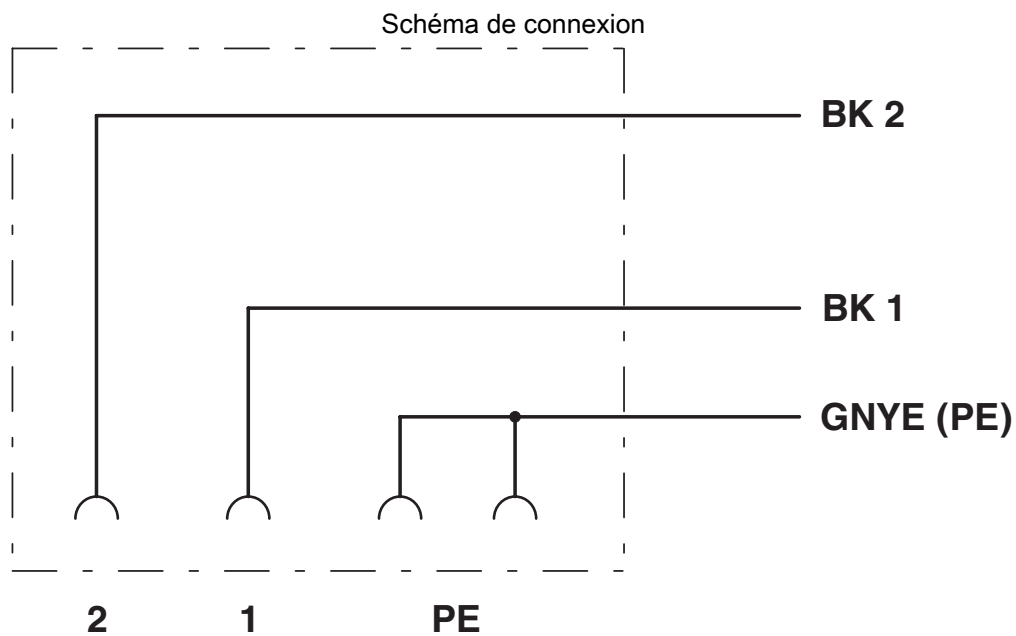 Schéma de connexion
BK 2
BK 1
GNYE (PE)
2 1 PE